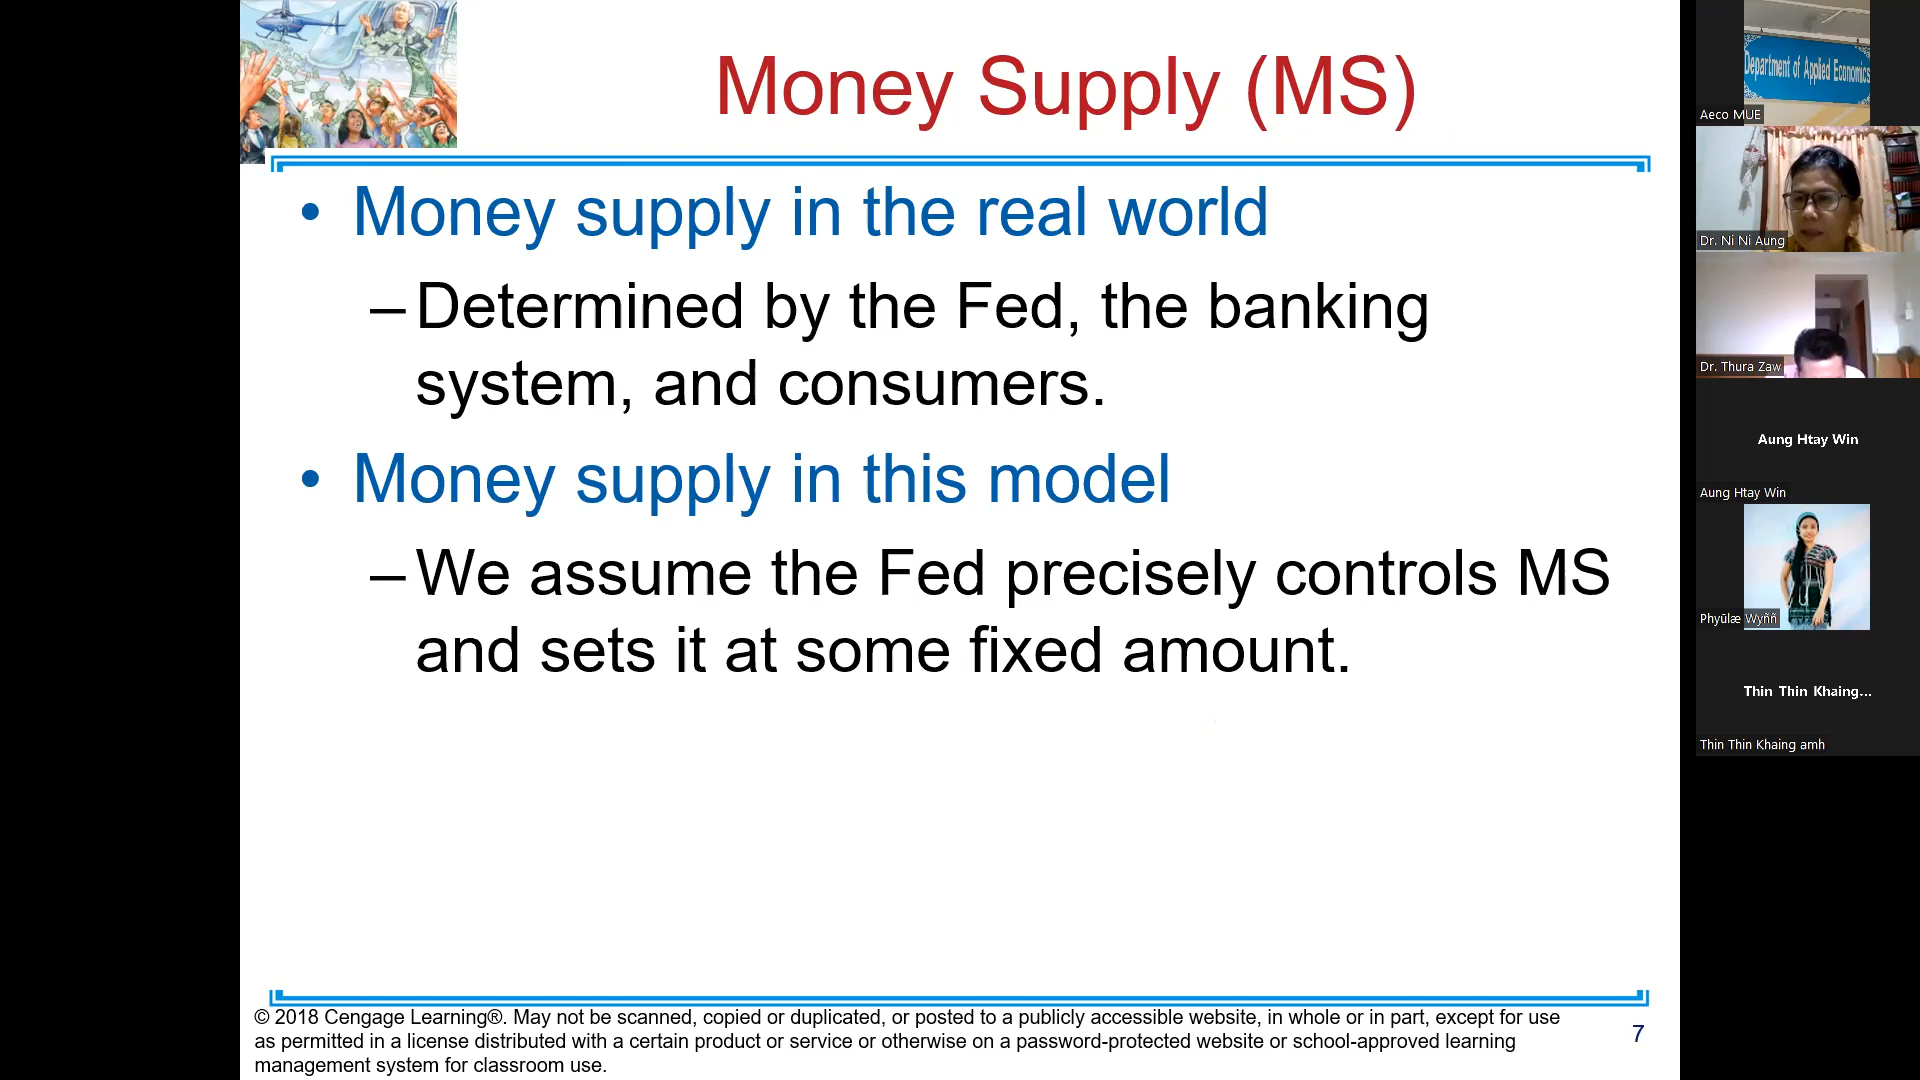 Money Supply (MS)
• Money supply in the real world
– Determined by the Fed, the banking
system, and consumers.
• Money supply in this model
– We assume the Fed precisely controls MS
and sets it at some fixed amount.
© 2018 Cengage Learning®. May not be scanned, copied or duplicated, or posted to a publicly accessible website, in whole or in part, except for use
as permitted in a license distributed with a certain product or service or otherwise on a password-protected website or school-approved learning
management system for classroom use.
7
Department of Applied Economics
Aeco MUE
Dr. Ni Ni Aung
Dr. Thura Zaw
Aung Htay Win
Aung Htay Win
Phyūlæ Wyññ
Thin Thin Khaing...
Thin Thin Khaing amh